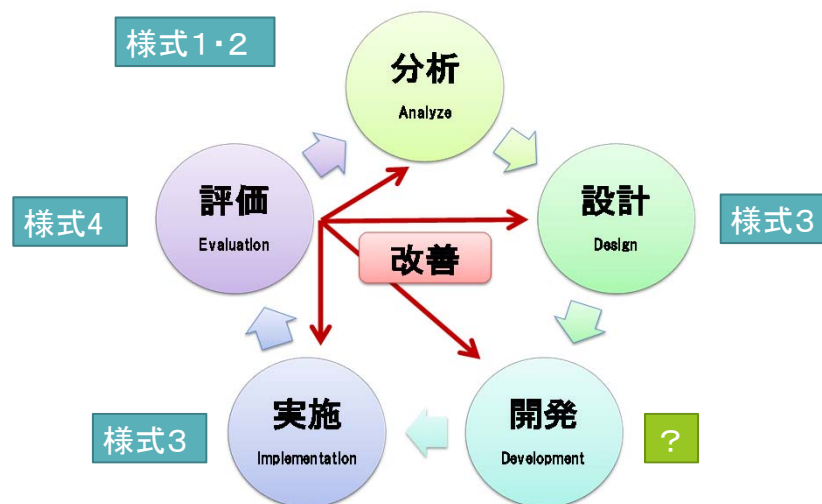 様式１・２
分析
Analyze
評価
Evaluation
設計
Design
様式4
様式３
改善
実施
Implementation
開発
Development
様式３
？